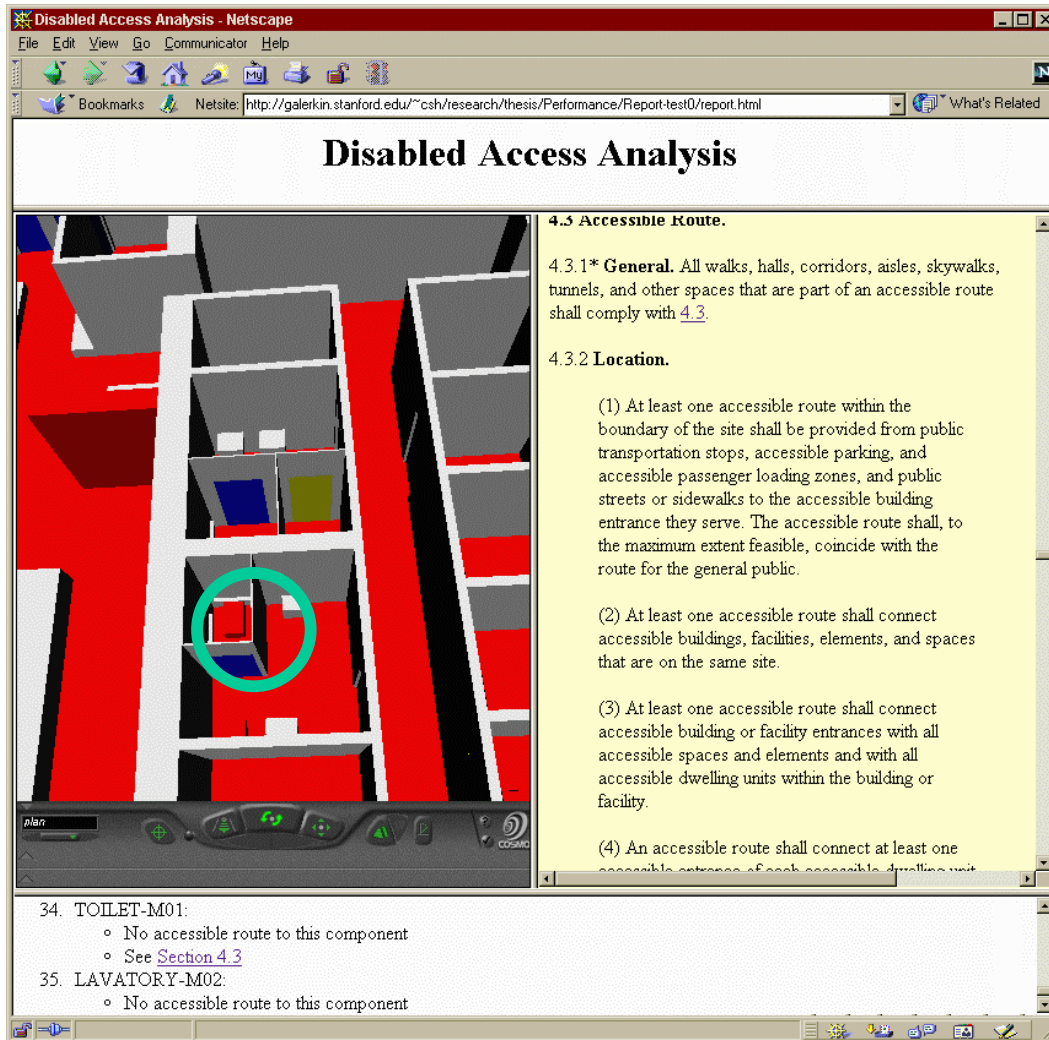 Disabled Access Analysis - Netscape
File Edit View Go Communicator Help
My
N
Bookmarks Netsite: http://galerkin.stanford.edu/~csh/research/thesis/Performance/Report-test0/report.html What's Related
Disabled Access Analysis
4.3 Accessible Route.
4.3.1* General. All walks, halls, corridors, aisles, skywalks,
tunnels, and other spaces that are part of an accessible route
shall comply with 4.3.
4.3.2 Location.
(1) At least one accessible route within the
boundary of the site shall be provided from public
transportation stops, accessible parking, and
accessible passenger loading zones, and public
streets or sidewalks to the accessible building
entrance they serve. The accessible route shall, to
the maximum extent feasible, coincide with the
route for the general public.
(2) At least one accessible route shall connect
accessible buildings, facilities, elements, and spaces
that are on the same site.
(3) At least one accessible route shall connect
accessible building or facility entrances with all
accessible spaces and elements and with all
accessible dwelling units within the building or
facility.
(4) An accessible route shall connect at least one
accessible entrance of each accessible dwelling unit
plan
?
COSMO
34. TOILET-M01:
No accessible route to this component
See Section 4.3
35. LAVATORY-M02:
No accessible route to this component